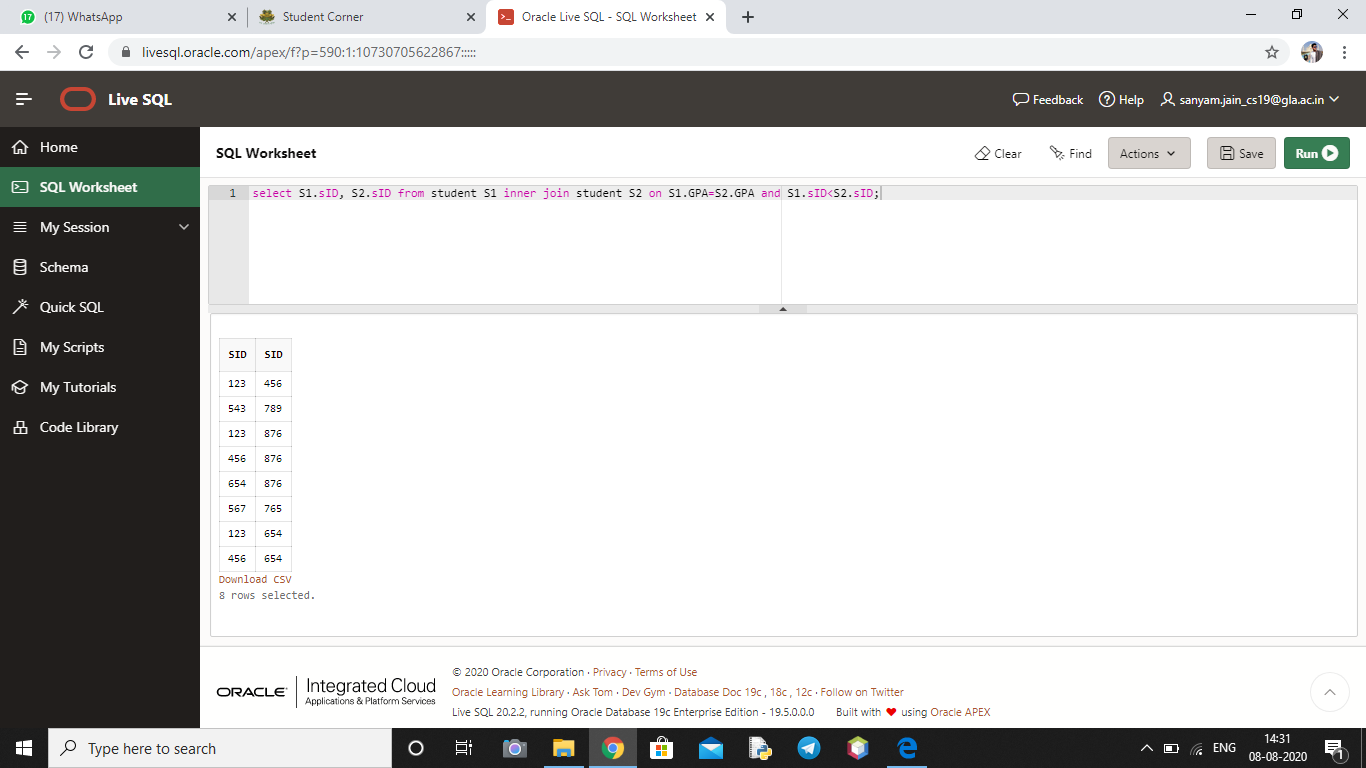 (17) WhatsApp
Student Corner
Oracle Live SQL - SQL Worksheet
livesql.oracle.com/apex/f?p=590:1:10730705622867:::::
Live SQL
Feedback
Help
sanyam.jain_cs19@gla.ac.in
Home
SQL Worksheet
My Session
Schema
Quick SQL
My Scripts
My Tutorials
Code Library
SQL Worksheet
Clear
Find
Actions
Save
Run
1 select S1.sID, S2.sID from student S1 inner join student S2 on S1.GPA=S2.GPA and S1.sID<S2.sID;
SID SID
123 456
543 789
123 876
456 876
654 876
567 765
123 654
456 654
Download CSV
8 rows selected.
ORACLE
Integrated Cloud
Applications & Platform Services
© 2020 Oracle Corporation · Privacy · Terms of Use
Oracle Learning Library · Ask Tom · Dev Gym · Database Doc 19c , 18c , 12c · Follow on Twitter
Live SQL 20.2.2, running Oracle Database 19c Enterprise Edition - 19.5.0.0.0 Built with ❤ using Oracle APEX
Type here to search
ENG
14:31
08-08-2020
1